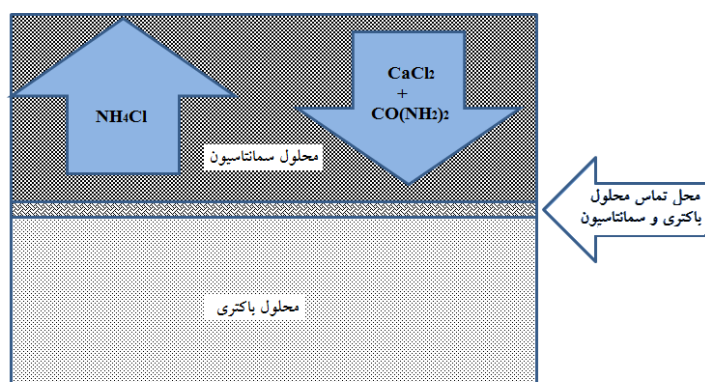 CaCl2
+
CO(NH2)2
NH4Cl
محلول سمانتاسیون
محل تماس محلول
باکتری و سمانتاسیون
محلول باکتری